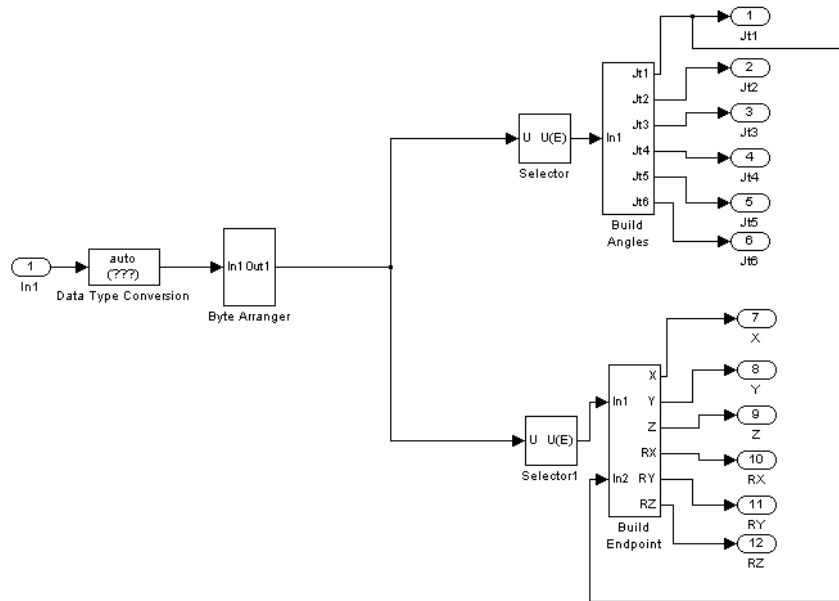 1
Jt1
Jt1
2
Jt2
Jt2
3
Jt3
Jt3
U U(E)
In1
Selector
Jt4
4
Jt4
Jt5
5
Jt5
Jt6
6
Jt6
Build
Angles
1
In1
auto
(???)
Data Type Conversion
In1 Out1
Byte Arranger
7
X
X
8
Y
In1
Y
9
Z
Z
U U(E)
Selector1
RX
10
RX
In2
RY
11
RY
RZ
12
RZ
Build
Endpoint